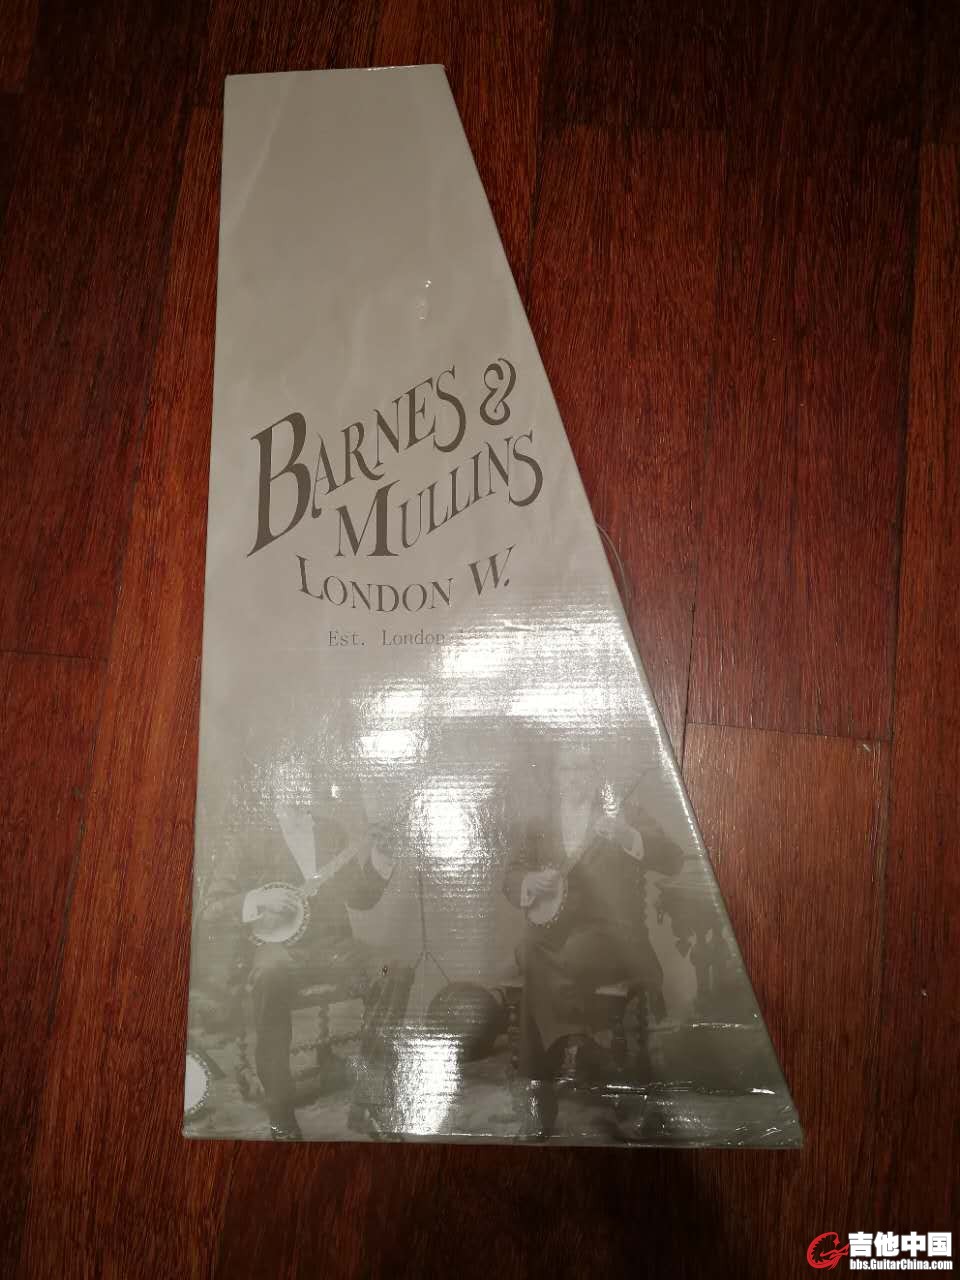 BARNES &
MULLINS
LONDON W.
Est. London
吉他中国
bbs.GuitarChina.com